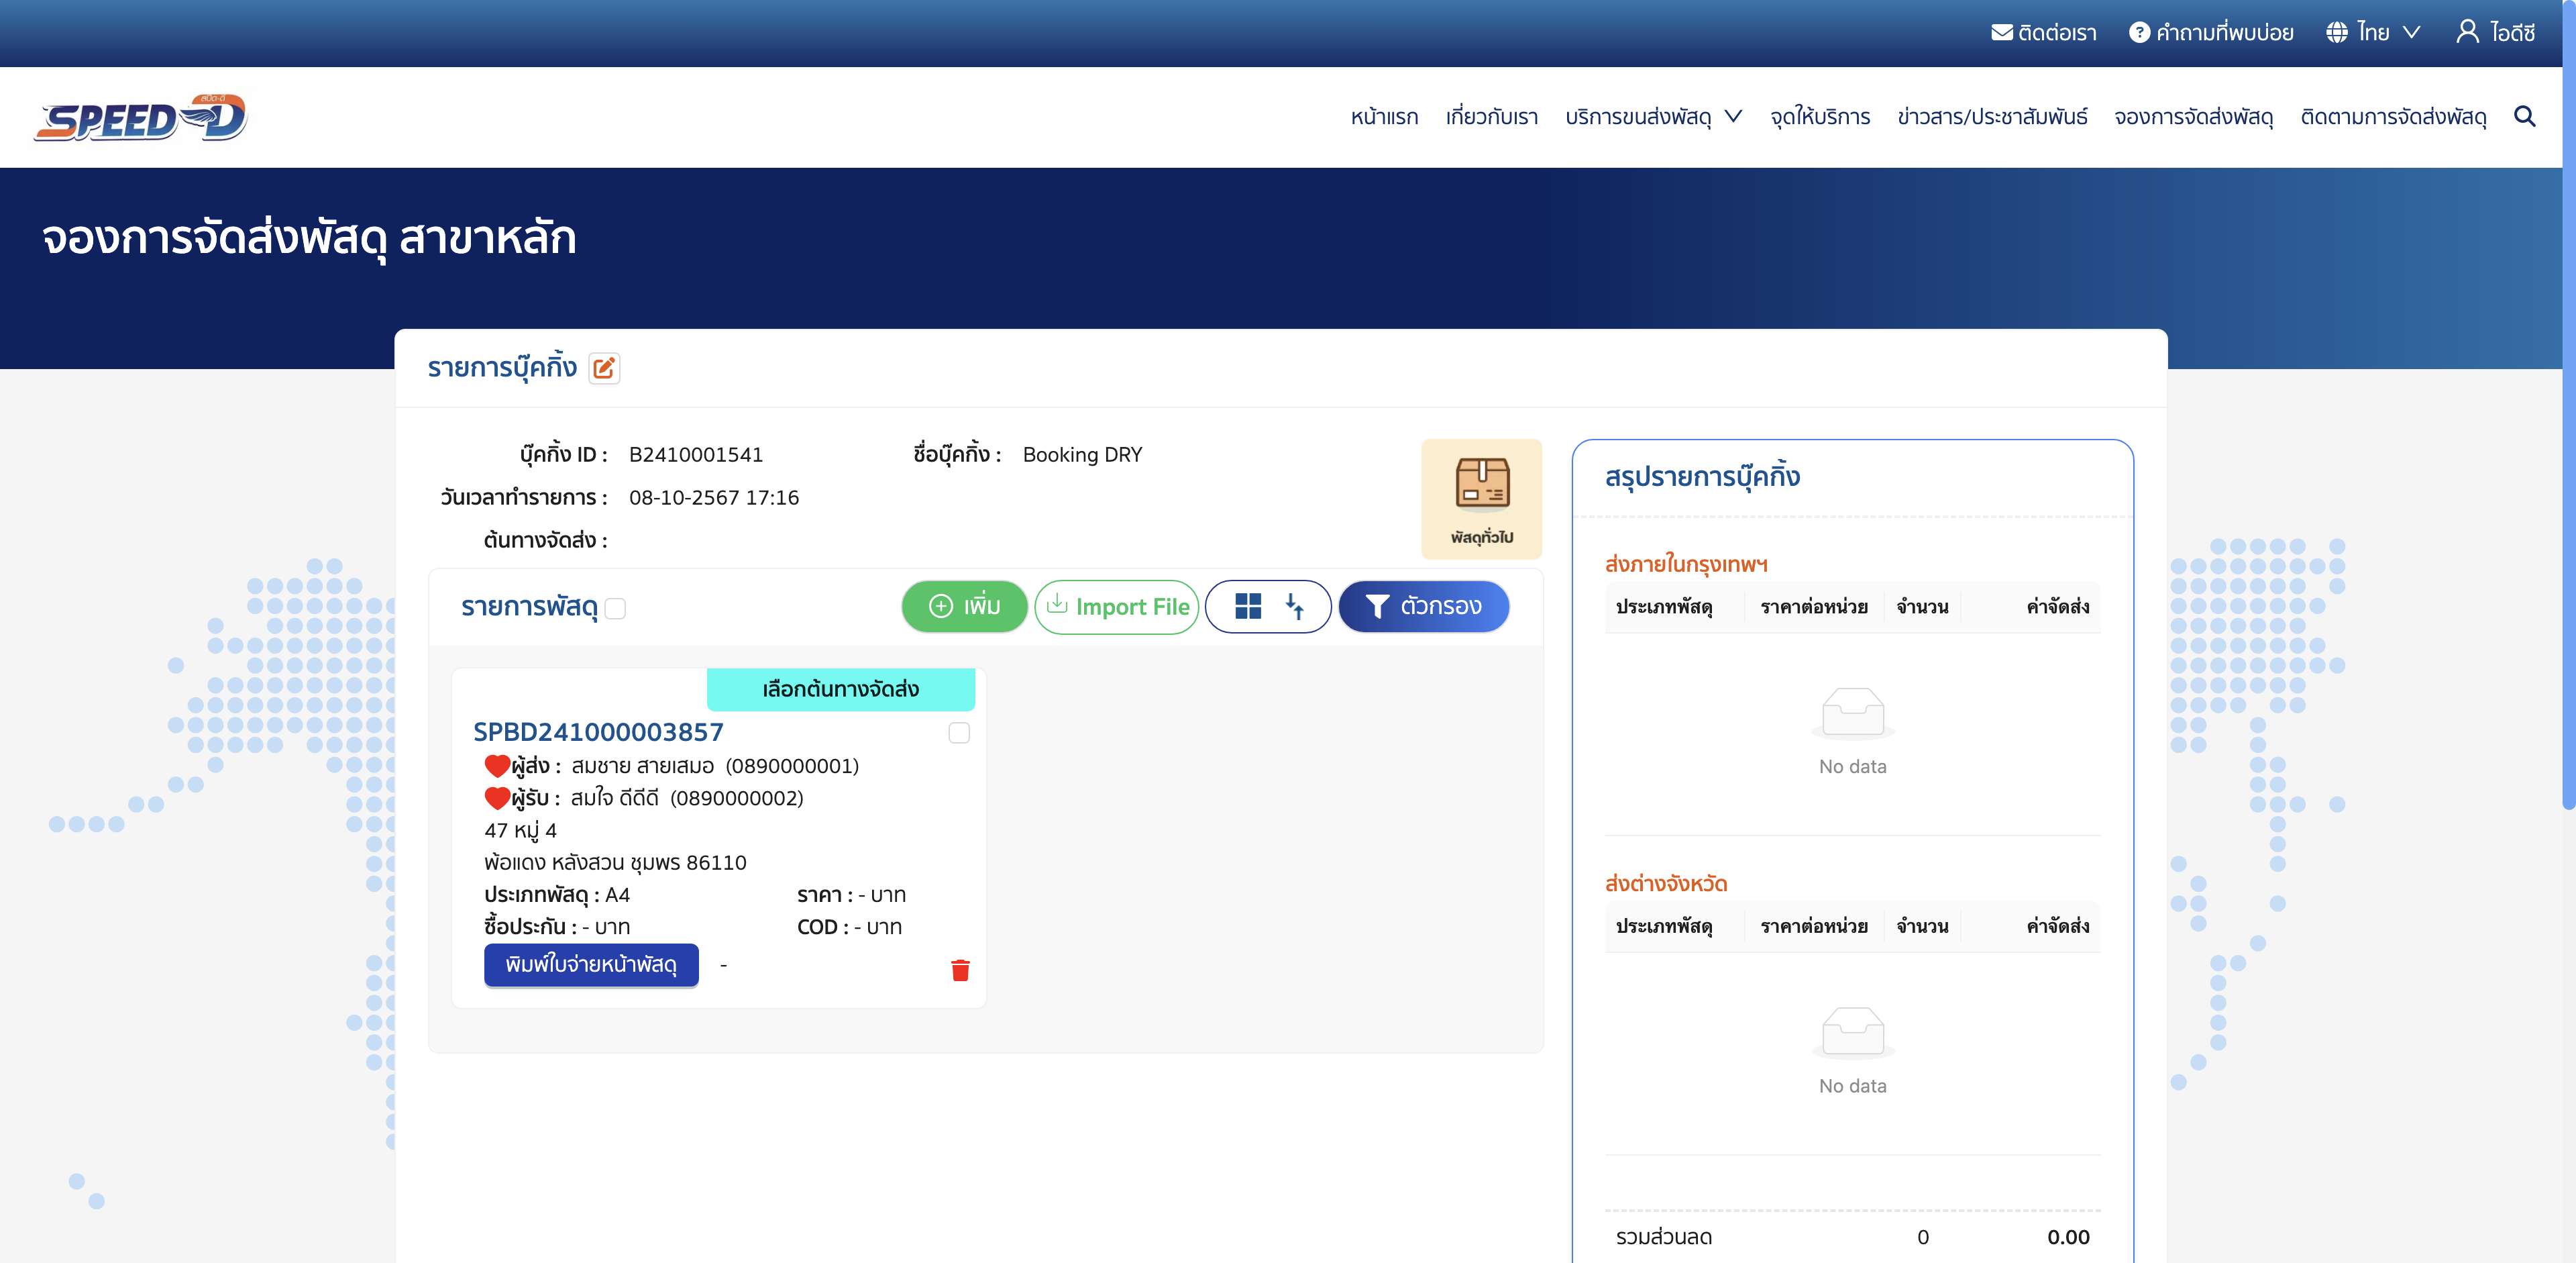 ติดต่อเรา คำถามที่พบบ่อย ไทย ไอดีซี
สปีด-ดี
SPEED-D
หน้าแรก เกี่ยวกับเรา บริการขนส่งพัสดุ จุดให้บริการ ข่าวสาร/ประชาสัมพันธ์ จองการจัดส่งพัสดุ ติดตามการจัดส่งพัสดุ
จองการจัดส่งพัสดุ สาขาหลัก
รายการบุ๊คกิ้ง
บุ๊คกิ้ง ID : B2410001541 ชื่อบุ๊คกิ้ง : Booking DRY
วันเวลาทำรายการ : 08-10-2567 17:16
ต้นทางจัดส่ง :
พัสดุทั่วไป
รายการพัสดุ เพิ่ม Import File ตัวกรอง
เลือกต้นทางจัดส่ง
SPBD241000003857
ผู้ส่ง : สมชาย สายเสมอ (0890000001)
ผู้รับ : สมใจ ดีดีดี (0890000002)
47 หมู่ 4
พ้อแดง หลังสวน ชุมพร 86110
ประเภทพัสดุ : A4 ราคา : - บาท
ซื้อประกัน : - บาท COD : - บาท
พิมพ์ใบจ่ายหน้าพัสดุ -
สรุปรายการบุ๊คกิ้ง
ส่งภายในกรุงเทพฯ
ประเภทพัสดุ ราคาต่อหน่วย จำนวน ค่าจัดส่ง
No data
ส่งต่างจังหวัด
ประเภทพัสดุ ราคาต่อหน่วย จำนวน ค่าจัดส่ง
No data
รวมส่วนลด 0 0.00